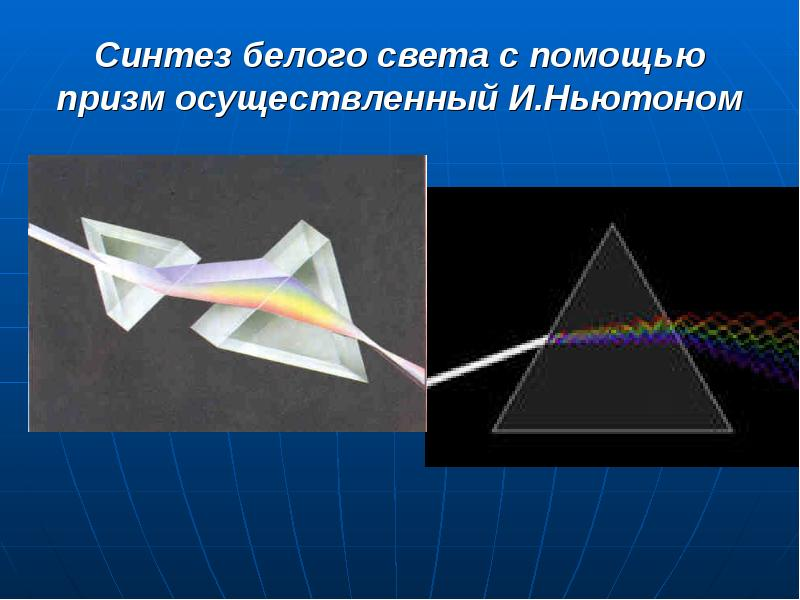 Синтез белого света с помощью
призм осуществленный И.Ньютоном